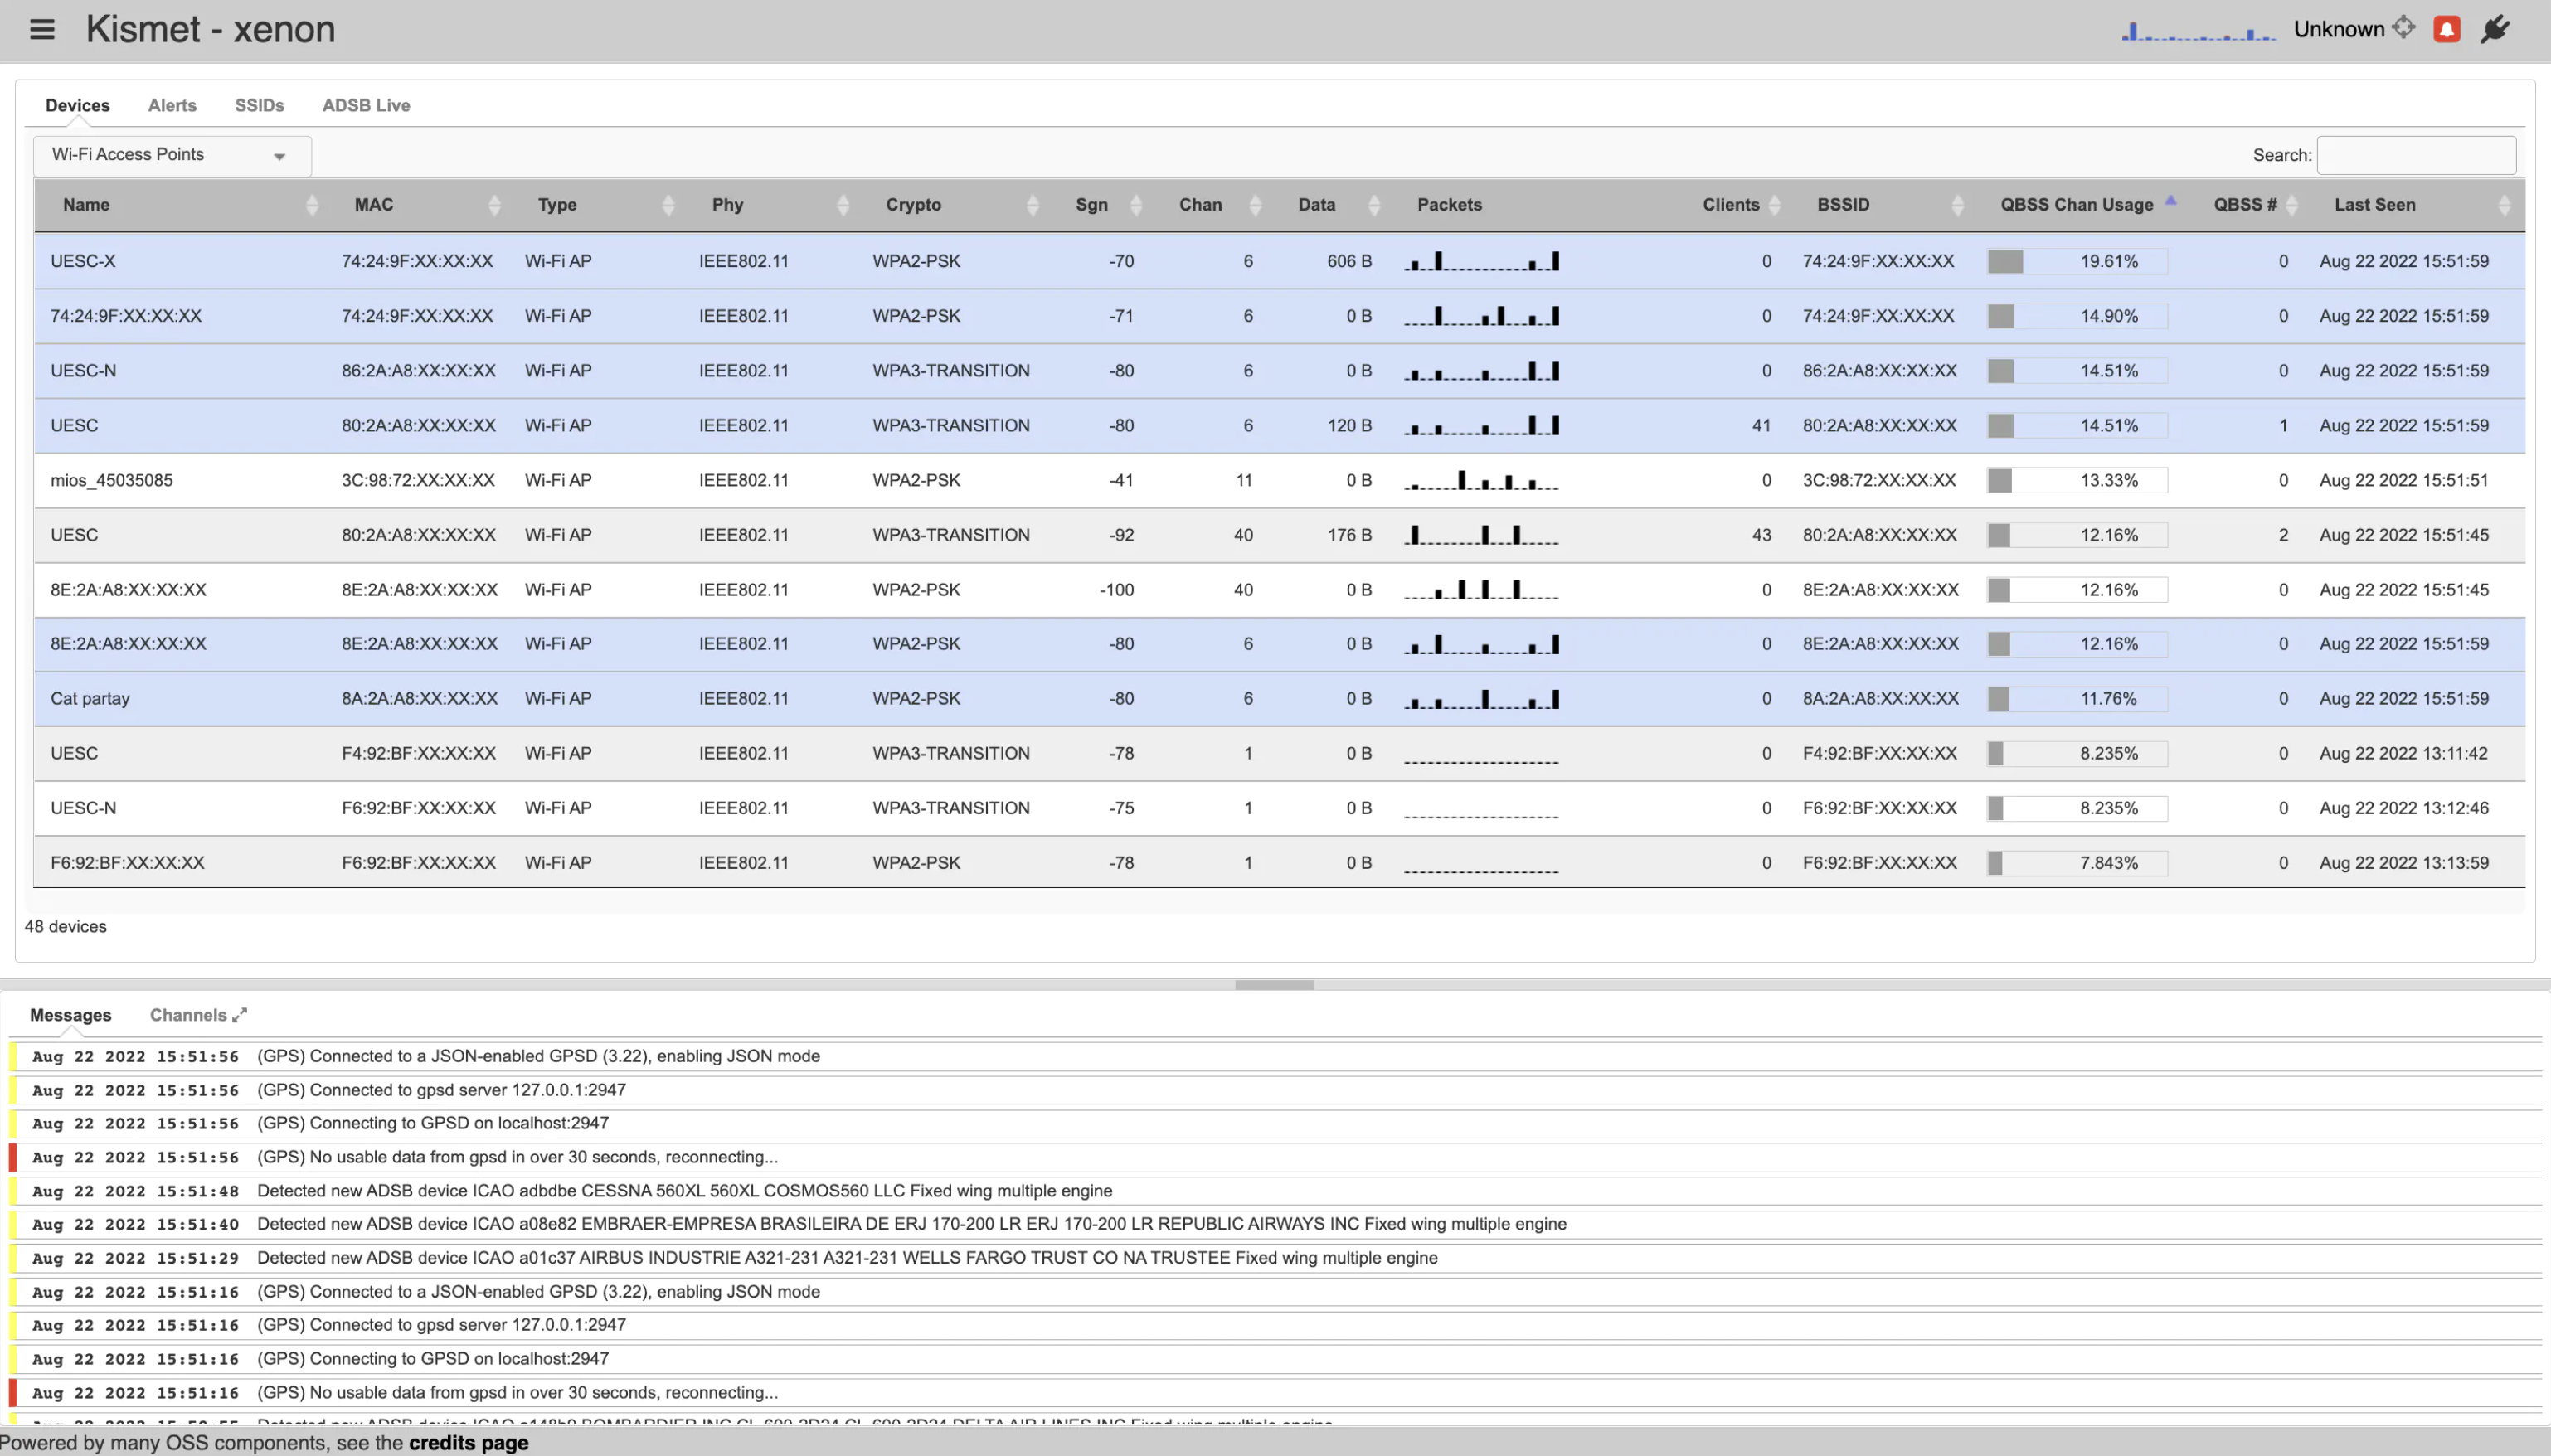 Kismet - xenon
Unknown
Devices Alerts SSIDs ADSB Live
Wi-Fi Access Points Search:
Name MAC Type Phy Crypto Sgn Chan Data Packets Clients BSSID QBSS Chan Usage QBSS # Last Seen
UESC-X 74:24:9F:XX:XX:XX Wi-Fi AP IEEE802.11 WPA2-PSK -70 6 606 B 0 74:24:9F:XX:XX:XX 19.61% 0 Aug 22 2022 15:51:59
74:24:9F:XX:XX:XX 74:24:9F:XX:XX:XX Wi-Fi AP IEEE802.11 WPA2-PSK -71 6 0 B 0 74:24:9F:XX:XX:XX 14.90% 0 Aug 22 2022 15:51:59
UESC-N 86:2A:A8:XX:XX:XX Wi-Fi AP IEEE802.11 WPA3-TRANSITION -80 6 0 B 0 86:2A:A8:XX:XX:XX 14.51% 0 Aug 22 2022 15:51:59
UESC 80:2A:A8:XX:XX:XX Wi-Fi AP IEEE802.11 WPA3-TRANSITION -80 6 120 B 41 80:2A:A8:XX:XX:XX 14.51% 1 Aug 22 2022 15:51:59
mios_45035085 3C:98:72:XX:XX:XX Wi-Fi AP IEEE802.11 WPA2-PSK -41 11 0 B 0 3C:98:72:XX:XX:XX 13.33% 0 Aug 22 2022 15:51:51
UESC 80:2A:A8:XX:XX:XX Wi-Fi AP IEEE802.11 WPA3-TRANSITION -92 40 176 B 43 80:2A:A8:XX:XX:XX 12.16% 2 Aug 22 2022 15:51:45
8E:2A:A8:XX:XX:XX 8E:2A:A8:XX:XX:XX Wi-Fi AP IEEE802.11 WPA2-PSK -100 40 0 B 0 8E:2A:A8:XX:XX:XX 12.16% 0 Aug 22 2022 15:51:45
8E:2A:A8:XX:XX:XX 8E:2A:A8:XX:XX:XX Wi-Fi AP IEEE802.11 WPA2-PSK -80 6 0 B 0 8E:2A:A8:XX:XX:XX 12.16% 0 Aug 22 2022 15:51:59
Cat partay 8A:2A:A8:XX:XX:XX Wi-Fi AP IEEE802.11 WPA2-PSK -80 6 0 B 0 8A:2A:A8:XX:XX:XX 11.76% 0 Aug 22 2022 15:51:59
UESC F4:92:BF:XX:XX:XX Wi-Fi AP IEEE802.11 WPA3-TRANSITION -78 1 0 B 0 F4:92:BF:XX:XX:XX 8.235% 0 Aug 22 2022 13:11:42
UESC-N F6:92:BF:XX:XX:XX Wi-Fi AP IEEE802.11 WPA3-TRANSITION -75 1 0 B 0 F6:92:BF:XX:XX:XX 8.235% 0 Aug 22 2022 13:12:46
F6:92:BF:XX:XX:XX F6:92:BF:XX:XX:XX Wi-Fi AP IEEE802.11 WPA2-PSK -78 1 0 B 0 F6:92:BF:XX:XX:XX 7.843% 0 Aug 22 2022 13:13:59
48 devices
Messages Channels
Aug 22 2022 15:51:56 (GPS) Connected to a JSON-enabled GPSD (3.22), enabling JSON mode
Aug 22 2022 15:51:56 (GPS) Connected to gpsd server 127.0.0.1:2947
Aug 22 2022 15:51:56 (GPS) Connecting to GPSD on localhost:2947
Aug 22 2022 15:51:56 (GPS) No usable data from gpsd in over 30 seconds, reconnecting...
Aug 22 2022 15:51:48 Detected new ADSB device ICAO adbdbe CESSNA 560XL 560XL COSMOS560 LLC Fixed wing multiple engine
Aug 22 2022 15:51:40 Detected new ADSB device ICAO a08e82 EMBRAER-EMPRESA BRASILEIRA DE ERJ 170-200 LR ERJ 170-200 LR REPUBLIC AIRWAYS INC Fixed wing multiple engine
Aug 22 2022 15:51:29 Detected new ADSB device ICAO a01c37 AIRBUS INDUSTRIE A321-231 A321-231 WELLS FARGO TRUST CO NA TRUSTEE Fixed wing multiple engine
Aug 22 2022 15:51:16 (GPS) Connected to a JSON-enabled GPSD (3.22), enabling JSON mode
Aug 22 2022 15:51:16 (GPS) Connected to gpsd server 127.0.0.1:2947
Aug 22 2022 15:51:16 (GPS) Connecting to GPSD on localhost:2947
Aug 22 2022 15:51:16 (GPS) No usable data from gpsd in over 30 seconds, reconnecting...
Detected new ADSB device ICAO DELTA AIR LINES INC Fixed wing multiple engine
Powered by many OSS components, see the credits page